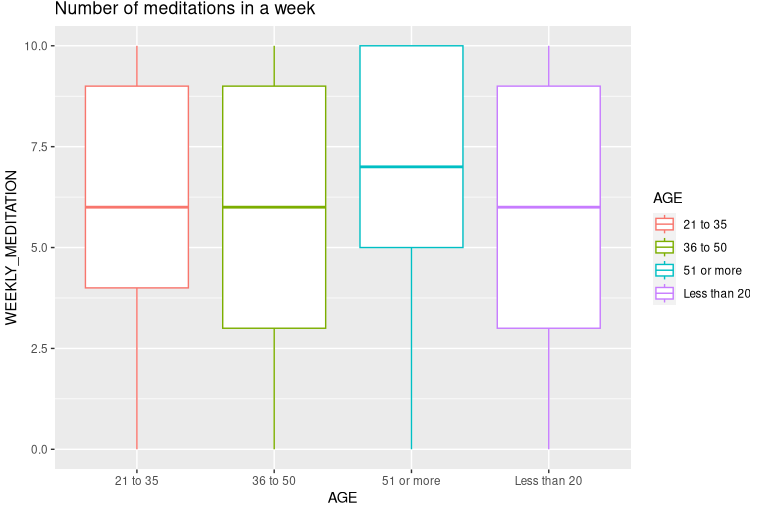 Number of meditations in a week
WEEKLY_MEDITATION
10.0
7.5
5.0
2.5
0.0
21 to 35
36 to 50
51 or more
Less than 20
AGE
AGE
21 to 35
36 to 50
51 or more
Less than 20